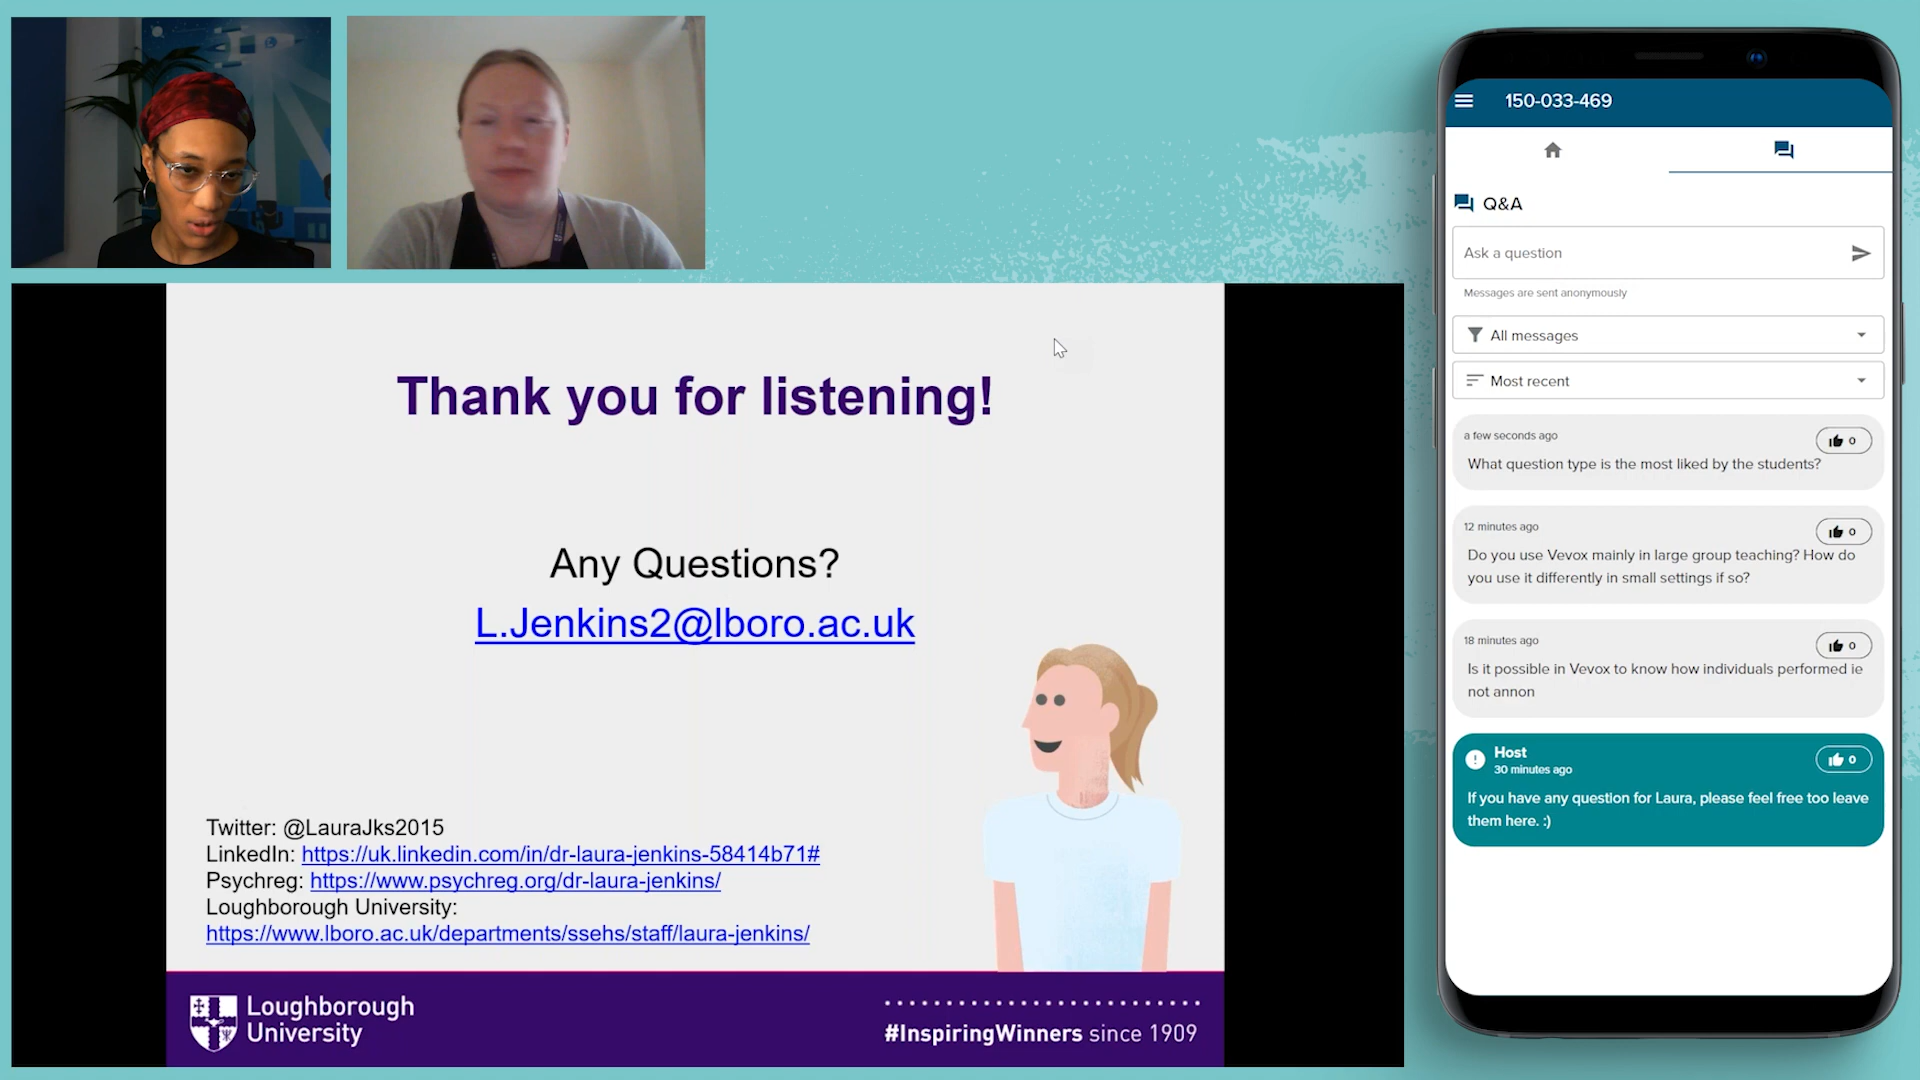 Thank you for listening!
Any Questions?
L.Jenkins2@lboro.ac.uk
Twitter: @LauraJks2015
LinkedIn: https://uk.linkedin.com/in/dr-laura-jenkins-58414b71#
Psychreg: https://www.psychreg.org/dr-laura-jenkins/
Loughborough University:
https://www.lboro.ac.uk/departments/ssehs/staff/laura-jenkins/
Loughborough
University
#InspiringWinners since 1909
150-033-469
Q&A
Ask a question
Messages are sent anonymously
All messages
Most recent
a few seconds ago
0
What question type is the most liked by the students?
12 minutes ago
0
Do you use Vevox mainly in large group teaching? How do
you use it differently in small settings if so?
18 minutes ago
0
Is it possible in Vevox to know how individuals performed ie
not annon
Host
30 minutes ago
0
If you have any question for Laura, please feel free too leave
them here. :)